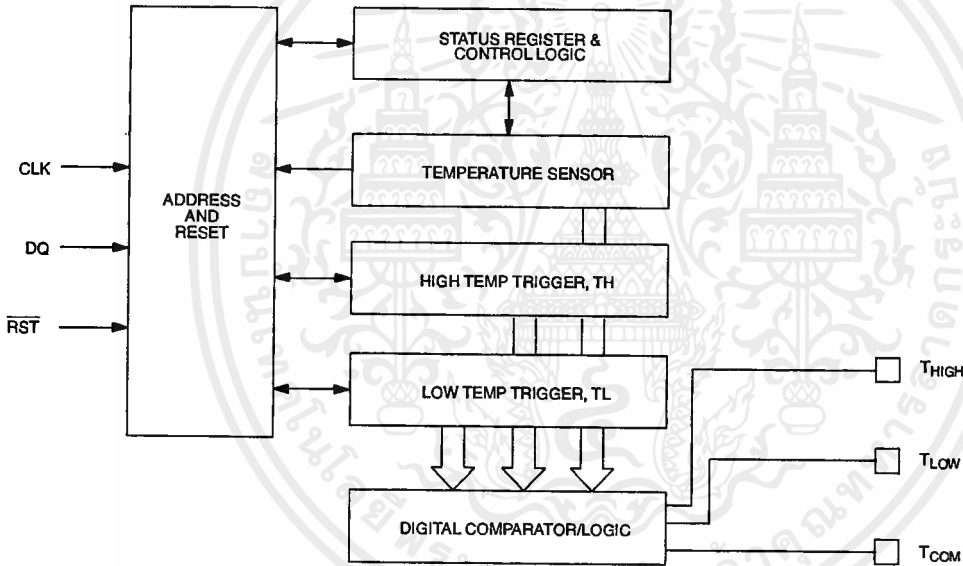 STATUS REGISTER &
CONTROL LOGIC
CLK
DQ
RST
ADDRESS
AND
RESET
TEMPERATURE SENSOR
HIGH TEMP TRIGGER, TH
LOW TEMP TRIGGER, TL
DIGITAL COMPARATOR/LOGIC
THIGH
TLOW
TCOM